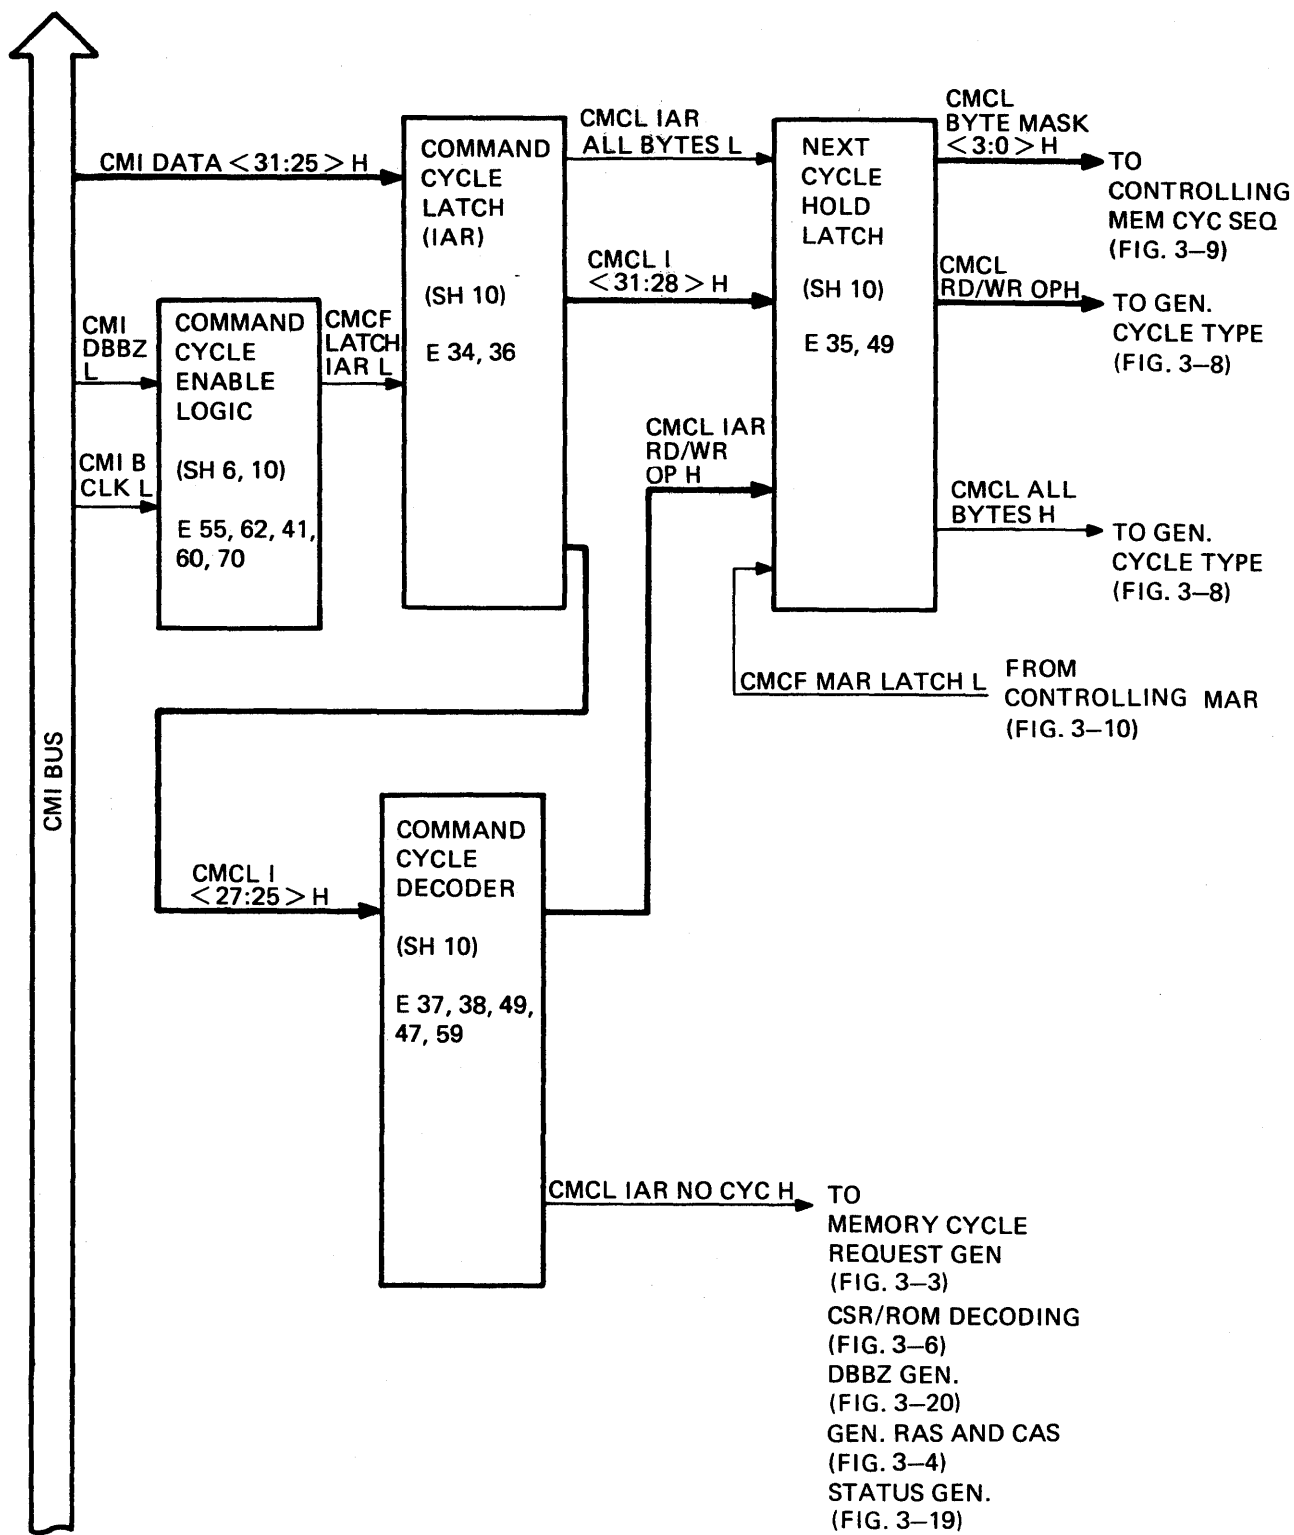 CMI BUS
CMI DATA <31:25> H
CMI
DBBZ
L
CMI B
CLK L
COMMAND
CYCLE
ENABLE
LOGIC
(SH 6, 10)
E 55, 62, 41,
60, 70
CMCF
LATCH
IAR L
COMMAND
CYCLE
LATCH
(IAR)
(SH 10)
E 34, 36
CMCL IAR
ALL BYTES L
CMCL I
<31:28> H
CMCL IAR
RD/WR
OP H
NEXT
CYCLE
HOLD
LATCH
(SH 10)
E 35, 49
CMCL
BYTE MASK
<3:0> H
TO
CONTROLLING
MEM CYC SEQ
(FIG. 3–9)
CMCL
RD/WR OPH
TO GEN.
CYCLE TYPE
(FIG. 3–8)
CMCL ALL
BYTES H
TO GEN.
CYCLE TYPE
(FIG. 3–8)
CMCF MAR LATCH L
FROM
CONTROLLING MAR
(FIG. 3–10)
CMCL I
<27:25> H
COMMAND
CYCLE
DECODER
(SH 10)
E 37, 38, 49,
47, 59
CMCL IAR NO CYC H
TO
MEMORY CYCLE
REQUEST GEN
(FIG. 3–3)
CSR/ROM DECODING
(FIG. 3–6)
DBBZ GEN.
(FIG. 3–20)
GEN. RAS AND CAS
(FIG. 3–4)
STATUS GEN.
(FIG. 3–19)